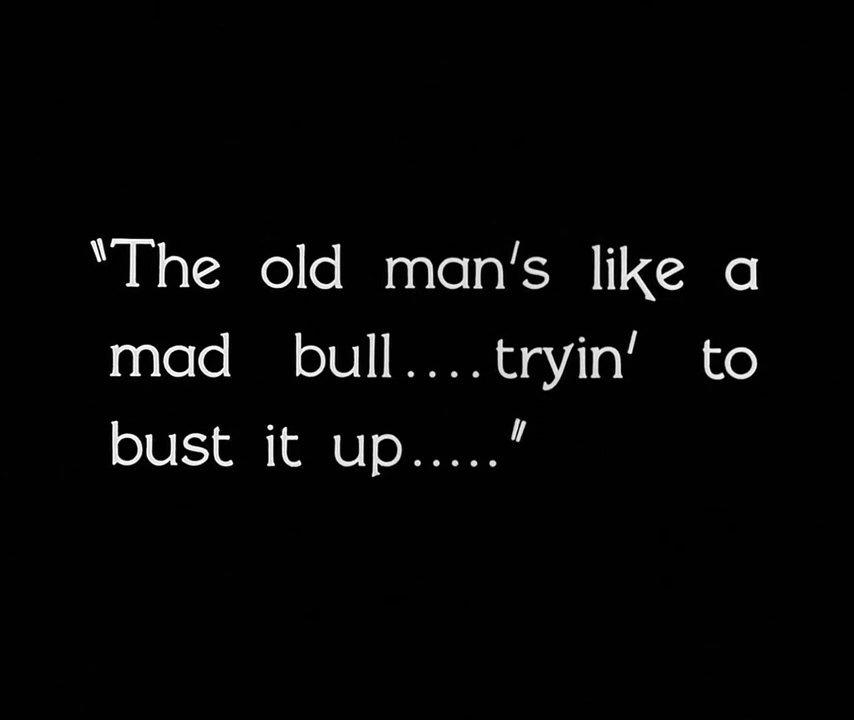 "The old man's like a
mad bull....tryin' to
bust it up....."